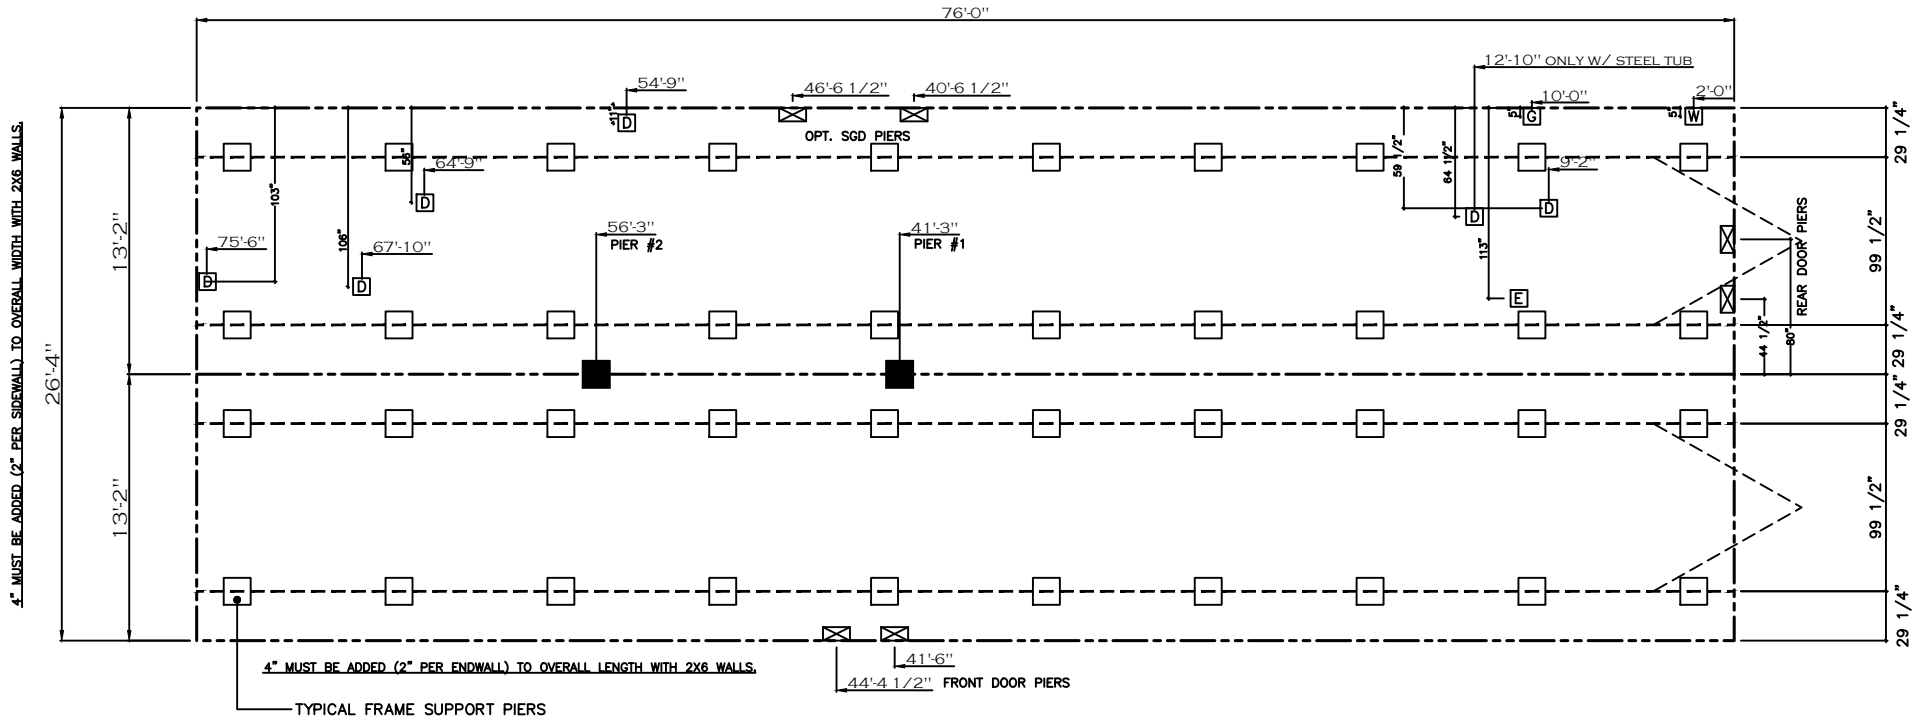 76'-0"
12'-10" ONLY W/ STEEL TUB
54'-9"
46'-6 1/2"
40'-6 1/2"
10'-0"
2'-0"
11"
D
5"
G
5"
W
29 1/4"
OPT. SGD PIERS
56"
64'-9"
59 1/2"
64 1/2"
9'-2"
103"
D
D
D
13'-2"
106"
75'-6"
67'-10"
56'-3"
PIER #2
41'-3"
PIER #1
113"
99 1/2"
REAR DOOR PIERS
D
D
E
44 1/2"
80"
29 1/4"
26'-4"
4" MUST BE ADDED (2" PER SIDEWALL) TO OVERALL WIDTH WITH 2X6 WALLS.
29 1/4"
13'-2"
99 1/2"
29 1/4"
4" MUST BE ADDED (2" PER ENDWALL) TO OVERALL LENGTH WITH 2X6 WALLS.
41'-6"
44'-4 1/2"
FRONT DOOR PIERS
TYPICAL FRAME SUPPORT PIERS